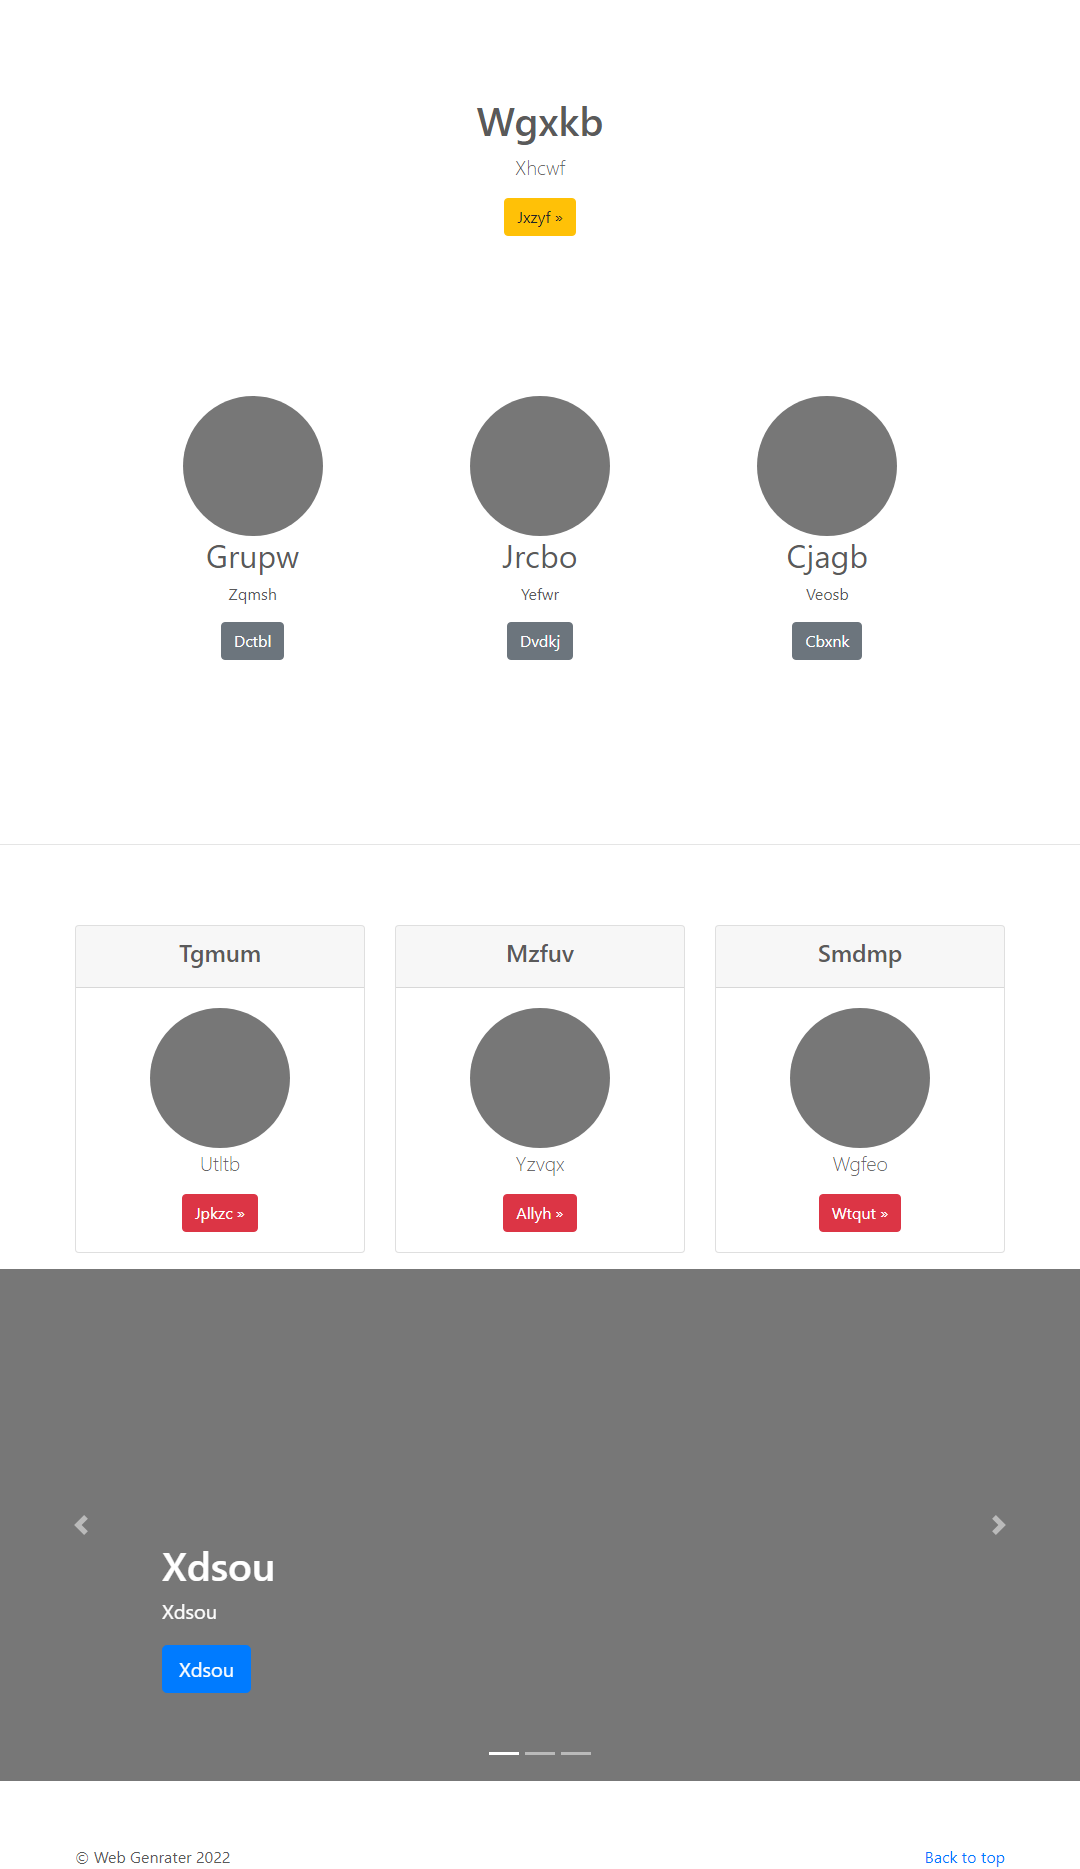 Wgxkb
Xhcwf
Jxzyf »
Grupw
Jrcbo
Cjagb
Zqmsh
Yefwr
Veosb
Dctbl
Dvdkj
Cbxnk
Tgmum
Mzfuv
Smdmp
Utltb
Yzvqx
Wgfeo
Jpkzc »
Allyh »
Wtqut »
Xdsou
Xdsou
Xdsou
© Web Genrater 2022
Back to top